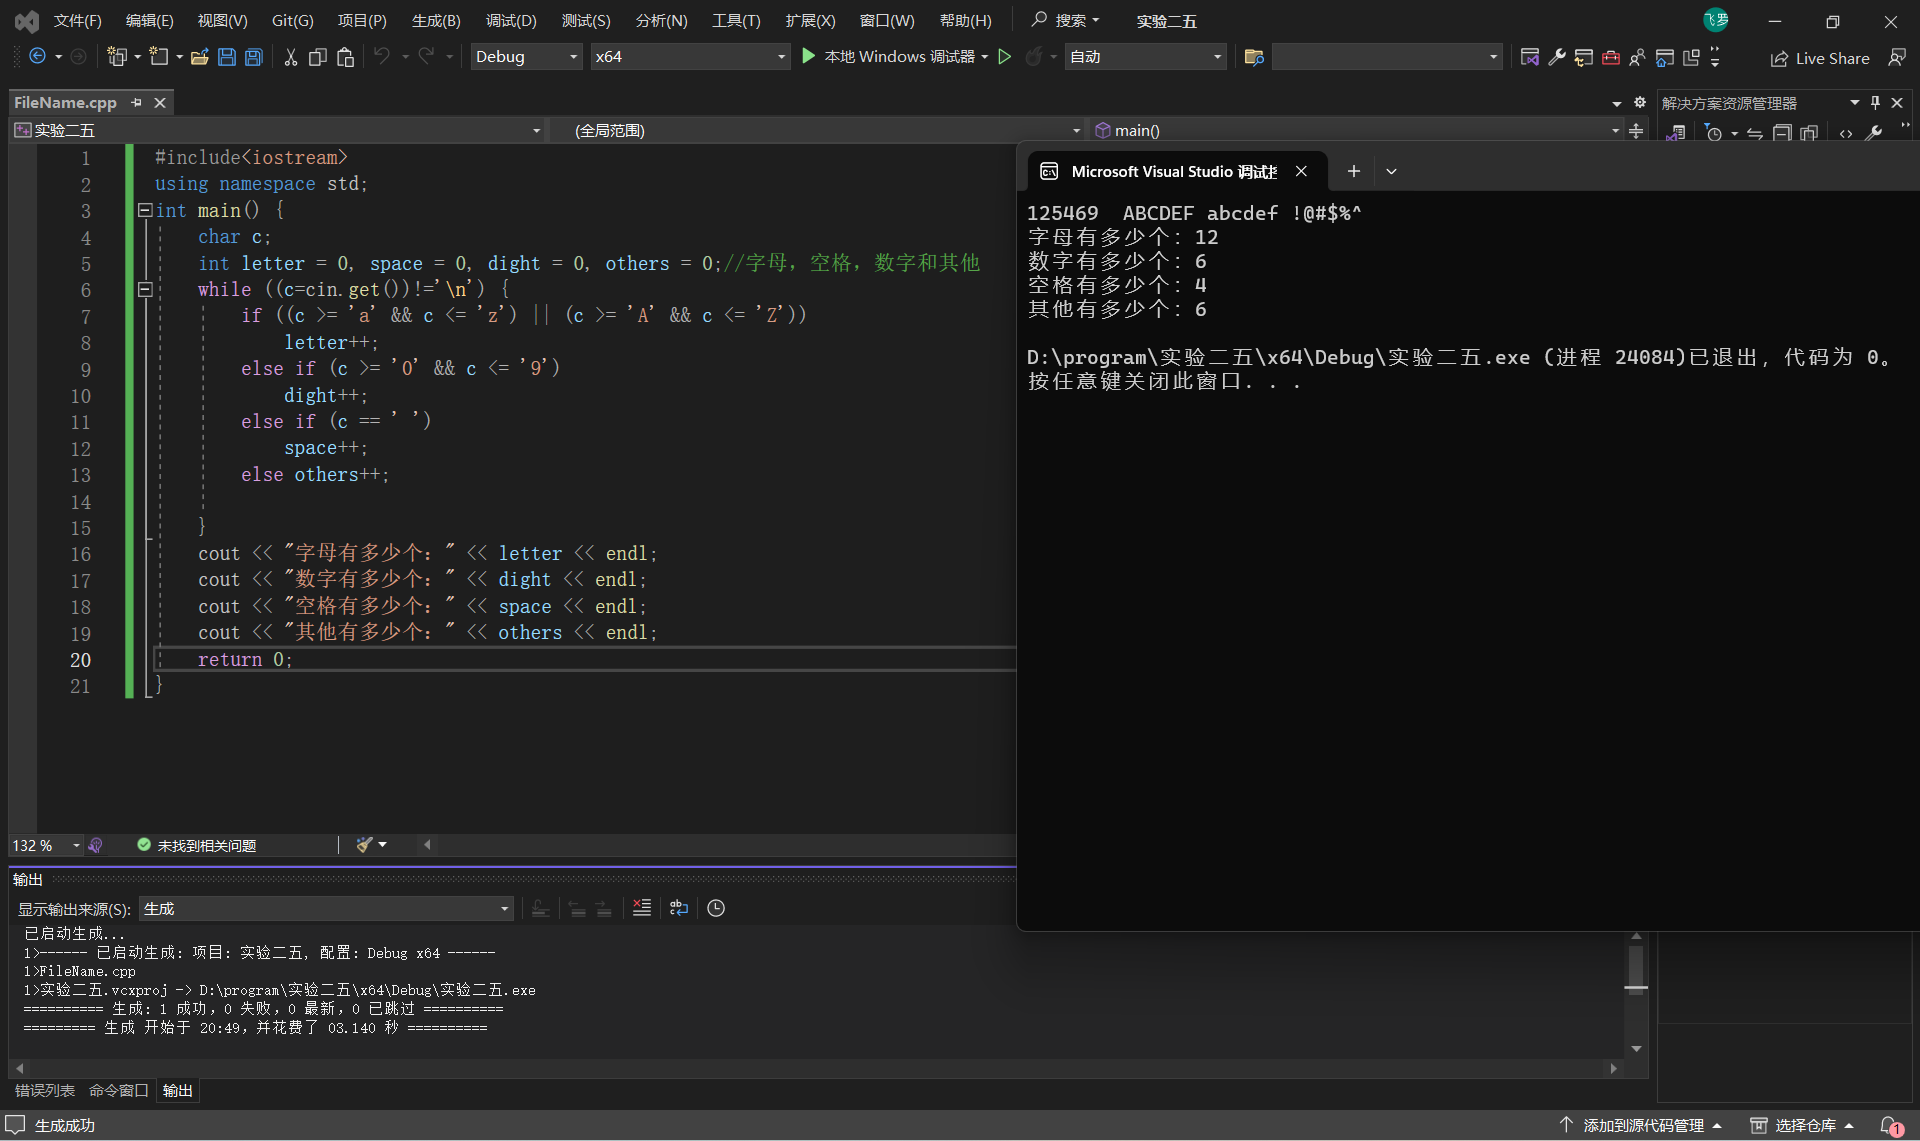 文件(F) 编辑(E) 视图(V) Git(G) 项目(P) 生成(B) 调试(D) 测试(S) 分析(N) 工具(T) 扩展(X) 窗口(W) 帮助(H) 搜索 实验二五 飞罗
Debug x64 本地 Windows 调试器 自动 Live Share
FileName.cpp 解决方案资源管理器
实验二五 (全局范围) main()
1 #include<iostream>
2 using namespace std;
3 int main() {
4 char c;
5 int letter = 0, space = 0, dight = 0, others = 0;//字母，空格，数字和其他
6 while ((c=cin.get())!='\n') {
7 if ((c >= 'a' && c <= 'z') || (c >= 'A' && c <= 'Z'))
8 letter++;
9 else if (c >= '0' && c <= '9')
10 dight++;
11 else if (c == ' ')
12 space++;
13 else others++;
14
15 }
16 cout << "字母有多少个：" << letter << endl;
17 cout << "数字有多少个：" << dight << endl;
18 cout << "空格有多少个：" << space << endl;
19 cout << "其他有多少个：" << others << endl;
20 return 0;
21 }
Microsoft Visual Studio 调试控
125469  ABCDEF abcdef !@#$%^
字母有多少个：12
数字有多少个：6
空格有多少个：4
其他有多少个：6
D:\program\实验二五\x64\Debug\实验二五.exe (进程 24084)已退出，代码为 0。
按任意键关闭此窗口. . .
132 % 未找到相关问题
输出
显示输出来源(S): 生成
已启动生成...
1>------ 已启动生成: 项目: 实验二五, 配置: Debug x64 ------
1>FileName.cpp
1>实验二五.vcxproj -> D:\program\实验二五\x64\Debug\实验二五.exe
========== 生成: 1 成功，0 失败，0 最新，0 已跳过 ==========
========= 生成 开始于 20:49，并花费了 03.140 秒 ==========
错误列表 命令窗口 输出
生成成功 添加到源代码管理 选择仓库 1